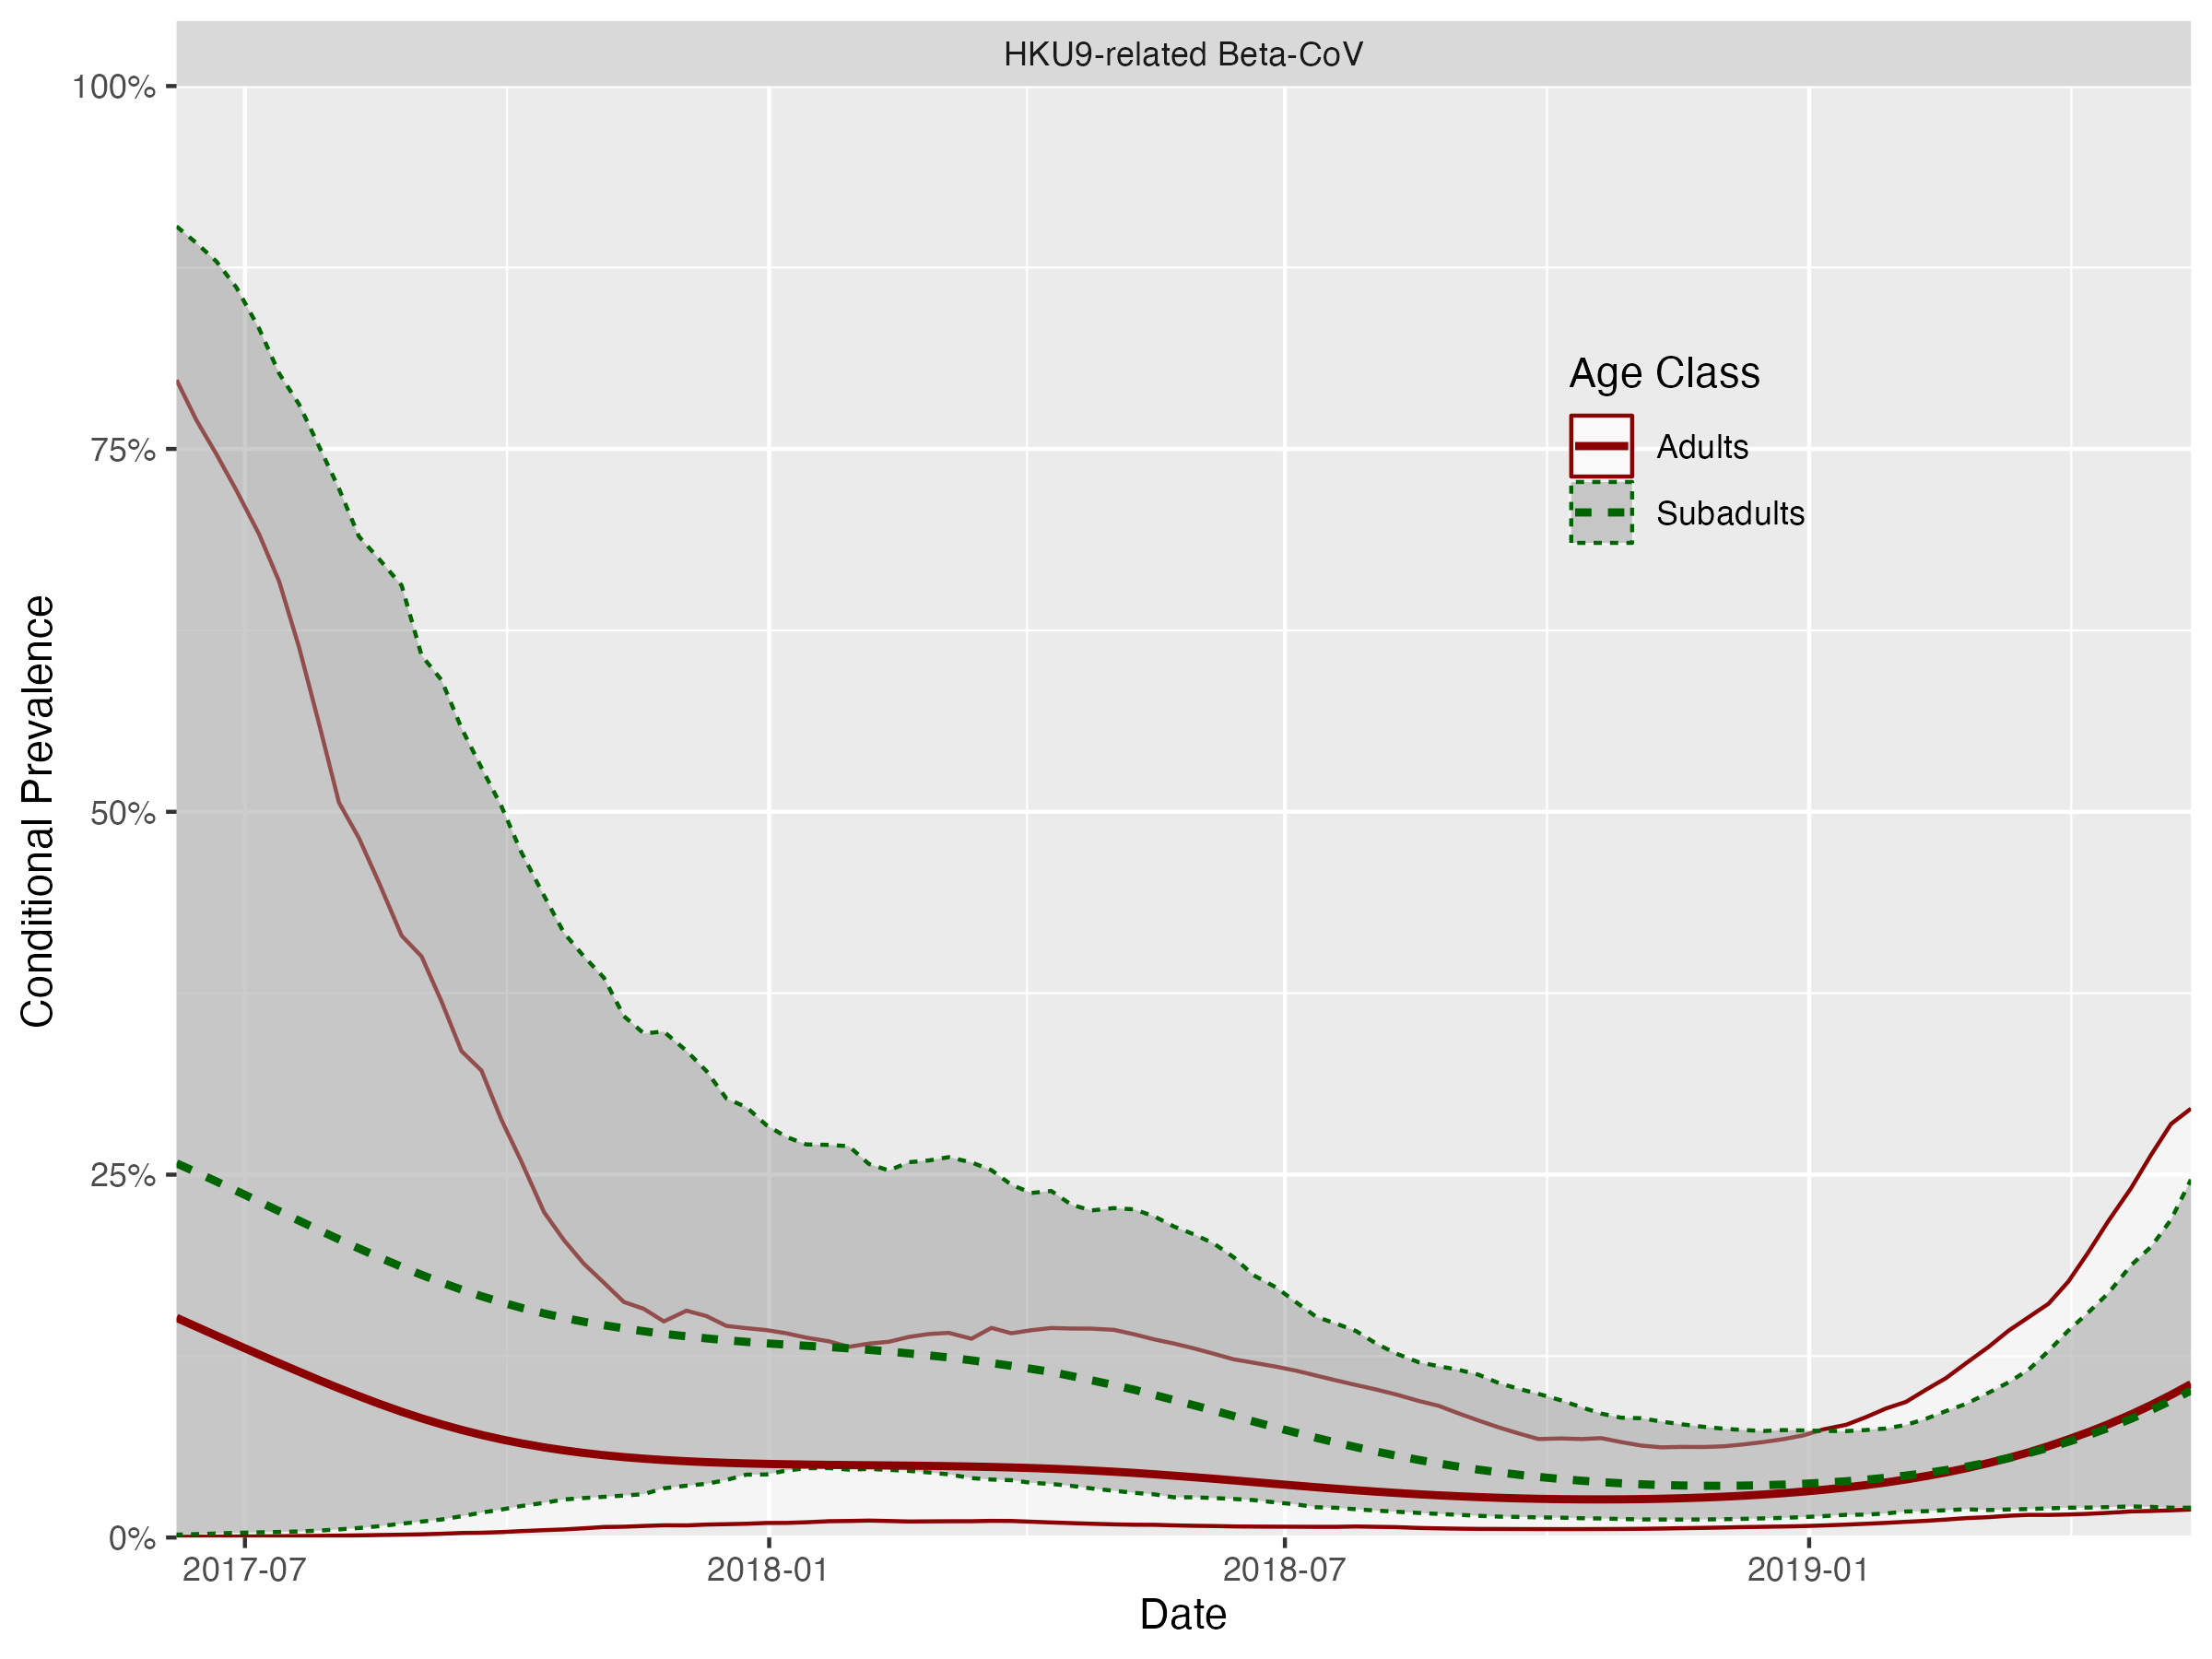 HKU9-related Beta-CoV
100%
75%
50%
25%
0%
Conditional Prevalence
Age Class
Adults
Subadults
2017-07
2018-01
2018-07
2019-01
Date